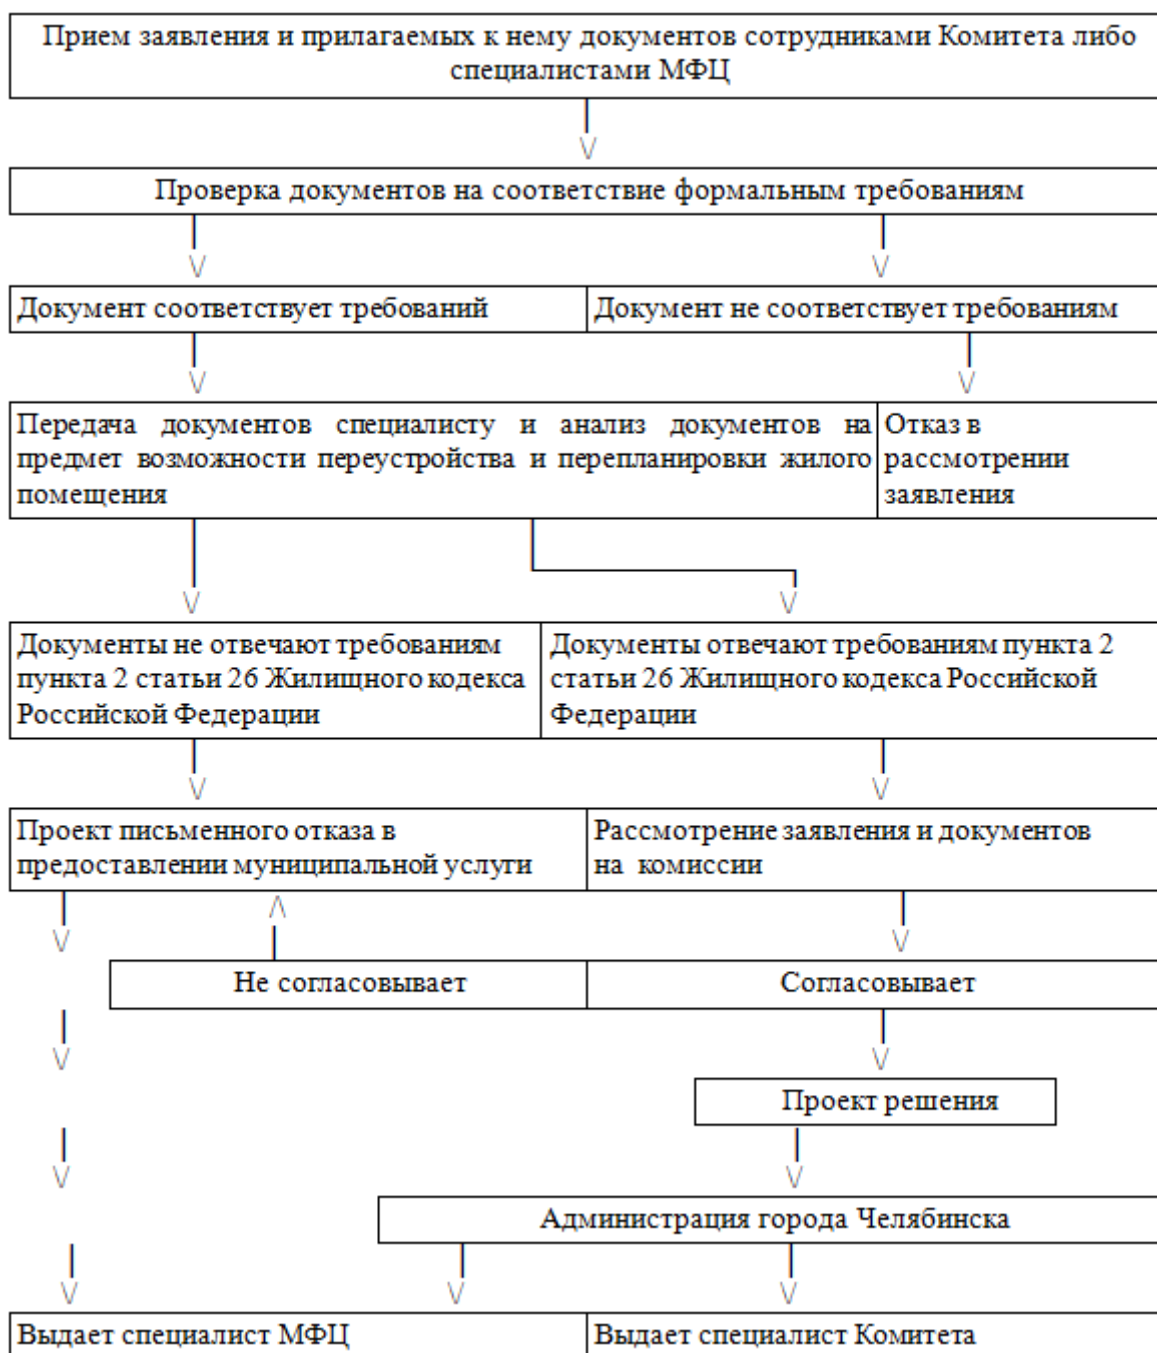 Прием заявления и прилагаемых к нему документов сотрудниками Комитета либо
специалистами МФЦ
Проверка документов на соответствие формальным требованиям
Документ соответствует требований
Документ не соответствует требованиям
Передача документов специалисту и анализ документов на
предмет возможности переустройства и перепланировки жилого
помещения
Отказ в
рассмотрении
заявления
Документы не отвечают требованиям
пункта 2 статьи 26 Жилищного кодекса
Российской Федерации
Документы отвечают требованиям пункта 2
статьи 26 Жилищного кодекса Российской
Федерации
Проект письменного отказа в
предоставлении муниципальной услуги
Рассмотрение заявления и документов
на комиссии
Не согласовывает
Согласовывает
Проект решения
Администрация города Челябинска
Выдает специалист МФЦ
Выдает специалист Комитета